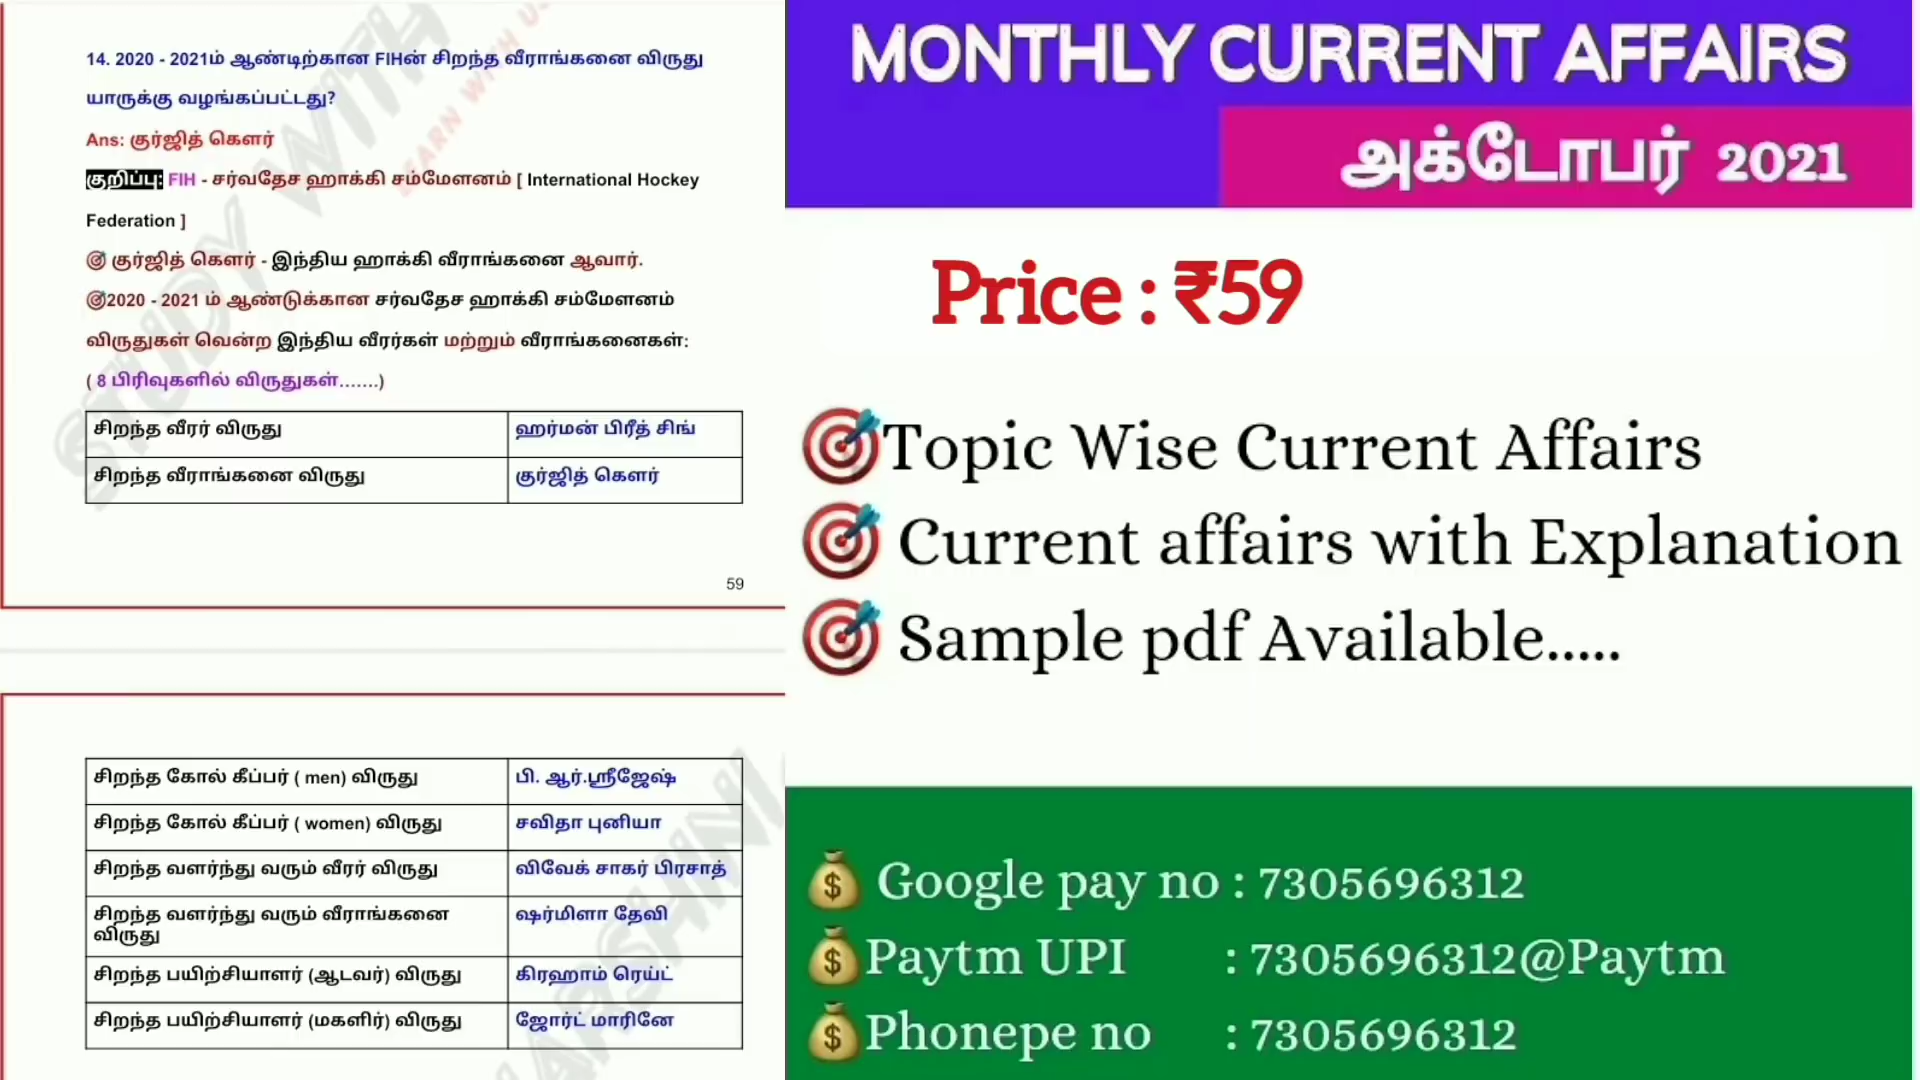 14. 2020 - 2021ம் ஆண்டிற்கான FIHன் சிறந்த வீராங்கனை விருது
யாருக்கு வழங்கப்பட்டது?
Ans: குர்ஜித் கௌர்
குறிப்பு: FIH - சர்வதேச ஹாக்கி சம்மேளனம் [ International Hockey
Federation ]
🎯 குர்ஜித் கௌர் - இந்திய ஹாக்கி வீராங்கனை ஆவார்.
🎯2020 - 2021 ம் ஆண்டுக்கான சர்வதேச ஹாக்கி சம்மேளனம்
விருதுகள் வென்ற இந்திய வீரர்கள் மற்றும் வீராங்கனைகள்:
( 8 பிரிவுகளில் விருதுகள்.......)
சிறந்த வீரர் விருது ஹர்மன் பிரீத் சிங்
சிறந்த வீராங்கனை விருது குர்ஜித் கௌர்
59
சிறந்த கோல் கீப்பர் ( men) விருது பி. ஆர்.ஸ்ரீஜேஷ்
சிறந்த கோல் கீப்பர் ( women) விருது சவிதா புனியா
சிறந்த வளர்ந்து வரும் வீரர் விருது விவேக் சாகர் பிரசாத்
சிறந்த வளர்ந்து வரும் வீராங்கனை ஷர்மிளா தேவி
விருது
சிறந்த பயிற்சியாளர் (ஆடவர்) விருது கிரஹாம் ரெய்ட்
சிறந்த பயிற்சியாளர் (மகளிர்) விருது ஜோர்ட் மாரினே
STUDY WITH
LEARN WITH US
MONTHLY CURRENT AFFAIRS
அக்டோபர் 2021
Price : ₹59
🎯Topic Wise Current Affairs
🎯 Current affairs with Explanation
🎯 Sample pdf Available.....
💰 Google pay no : 7305696312
💰Paytm UPI : 7305696312@Paytm
💰Phonepe no : 7305696312